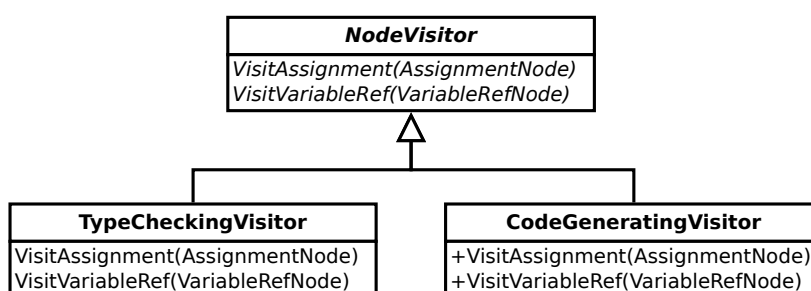 NodeVisitor
VisitAssignment(AssignmentNode)
VisitVariableRef(VariableRefNode)
TypeCheckingVisitor
VisitAssignment(AssignmentNode)
VisitVariableRef(VariableRefNode)
CodeGeneratingVisitor
+VisitAssignment(AssignmentNode)
+VisitVariableRef(VariableRefNode)